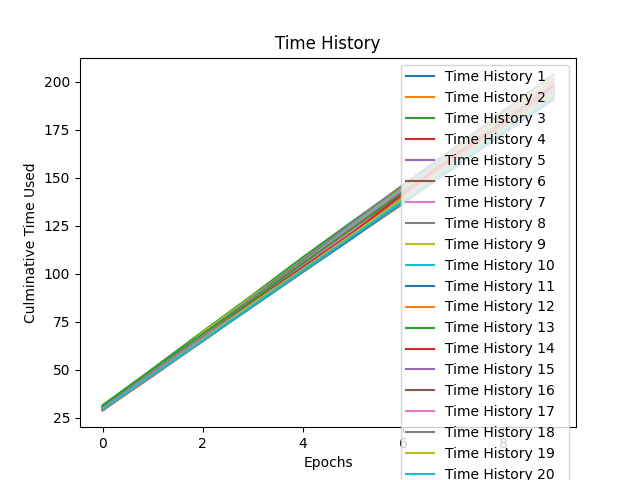 Time History
Culminative Time Used
200
175
150
125
100
75
50
25
0
2
4
6
8
Epochs
Time History 1
Time History 2
Time History 3
Time History 4
Time History 5
Time History 6
Time History 7
Time History 8
Time History 9
Time History 10
Time History 11
Time History 12
Time History 13
Time History 14
Time History 15
Time History 16
Time History 17
Time History 18
Time History 19
Time History 20